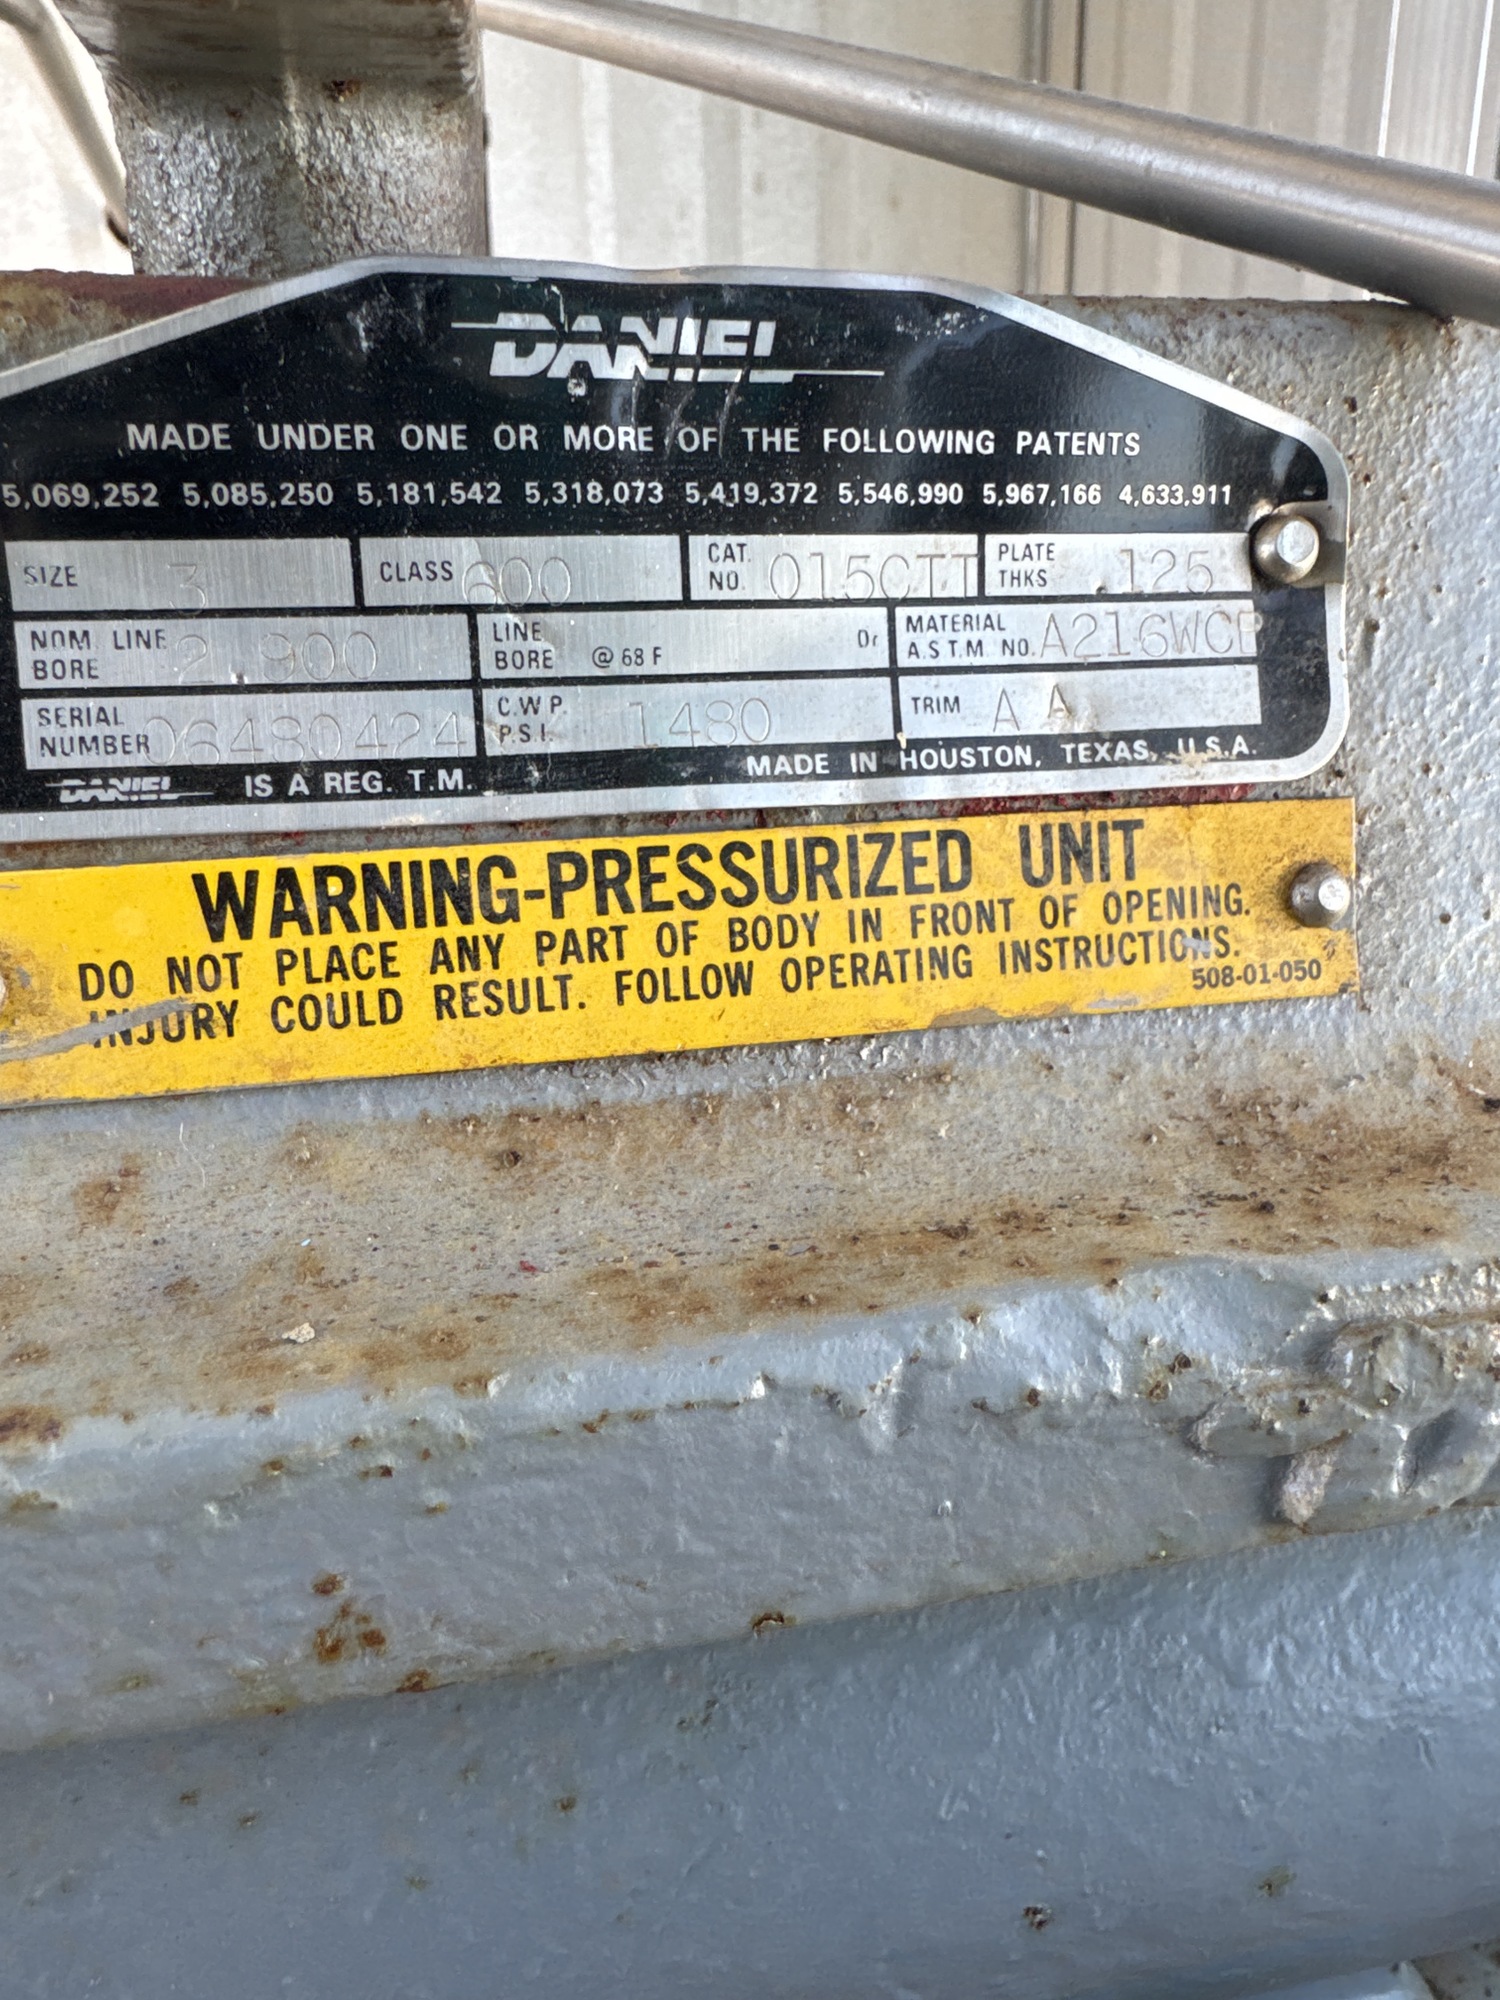 DANIEL
MADE UNDER ONE OR MORE OF THE FOLLOWING PATENTS
5,069,252 5,085,250 5,181,542 5,318,073 5,419,372 5,546,990 5,967,166 4,633,911
SIZE 3 CLASS 600 CAT. NO. 015CTT PLATE THKS .125
NOM. LINE BORE 2.900 LINE BORE @ 68 F Dr MATERIAL A.S.T.M. NO. A216WCB
SERIAL NUMBER 06480424 C.W.P. P.S.I. 1480 TRIM A A
DANIEL IS A REG. T.M. MADE IN HOUSTON, TEXAS, U.S.A.
WARNING-PRESSURIZED UNIT
DO NOT PLACE ANY PART OF BODY IN FRONT OF OPENING.
INJURY COULD RESULT. FOLLOW OPERATING INSTRUCTIONS.
508-01-050